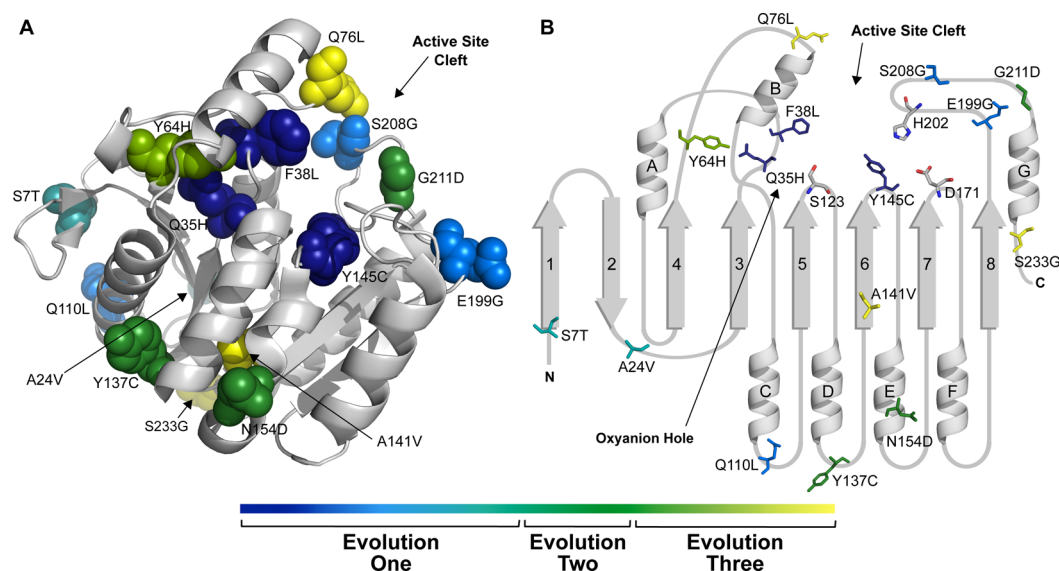 A
Q76L
Active Site
Cleft
S208G
Y64H
F38L
G211D
S7T
Q35H
Y145C
E199G
Q110L
A24V
Y137C
S233G
N154D
A141V
B
Q76L
Active Site Cleft
S208G
G211D
B
E199G
F38L
H202
A
Y64H
G
Q35H
S123
Y145C
D171
1
2
4
3
5
6
7
8
S233G
C
A141V
S7T
A24V
N
C
D
E
F
Oxyanion Hole
N154D
Q110L
Y137C
Evolution
One
Evolution
Two
Evolution
Three